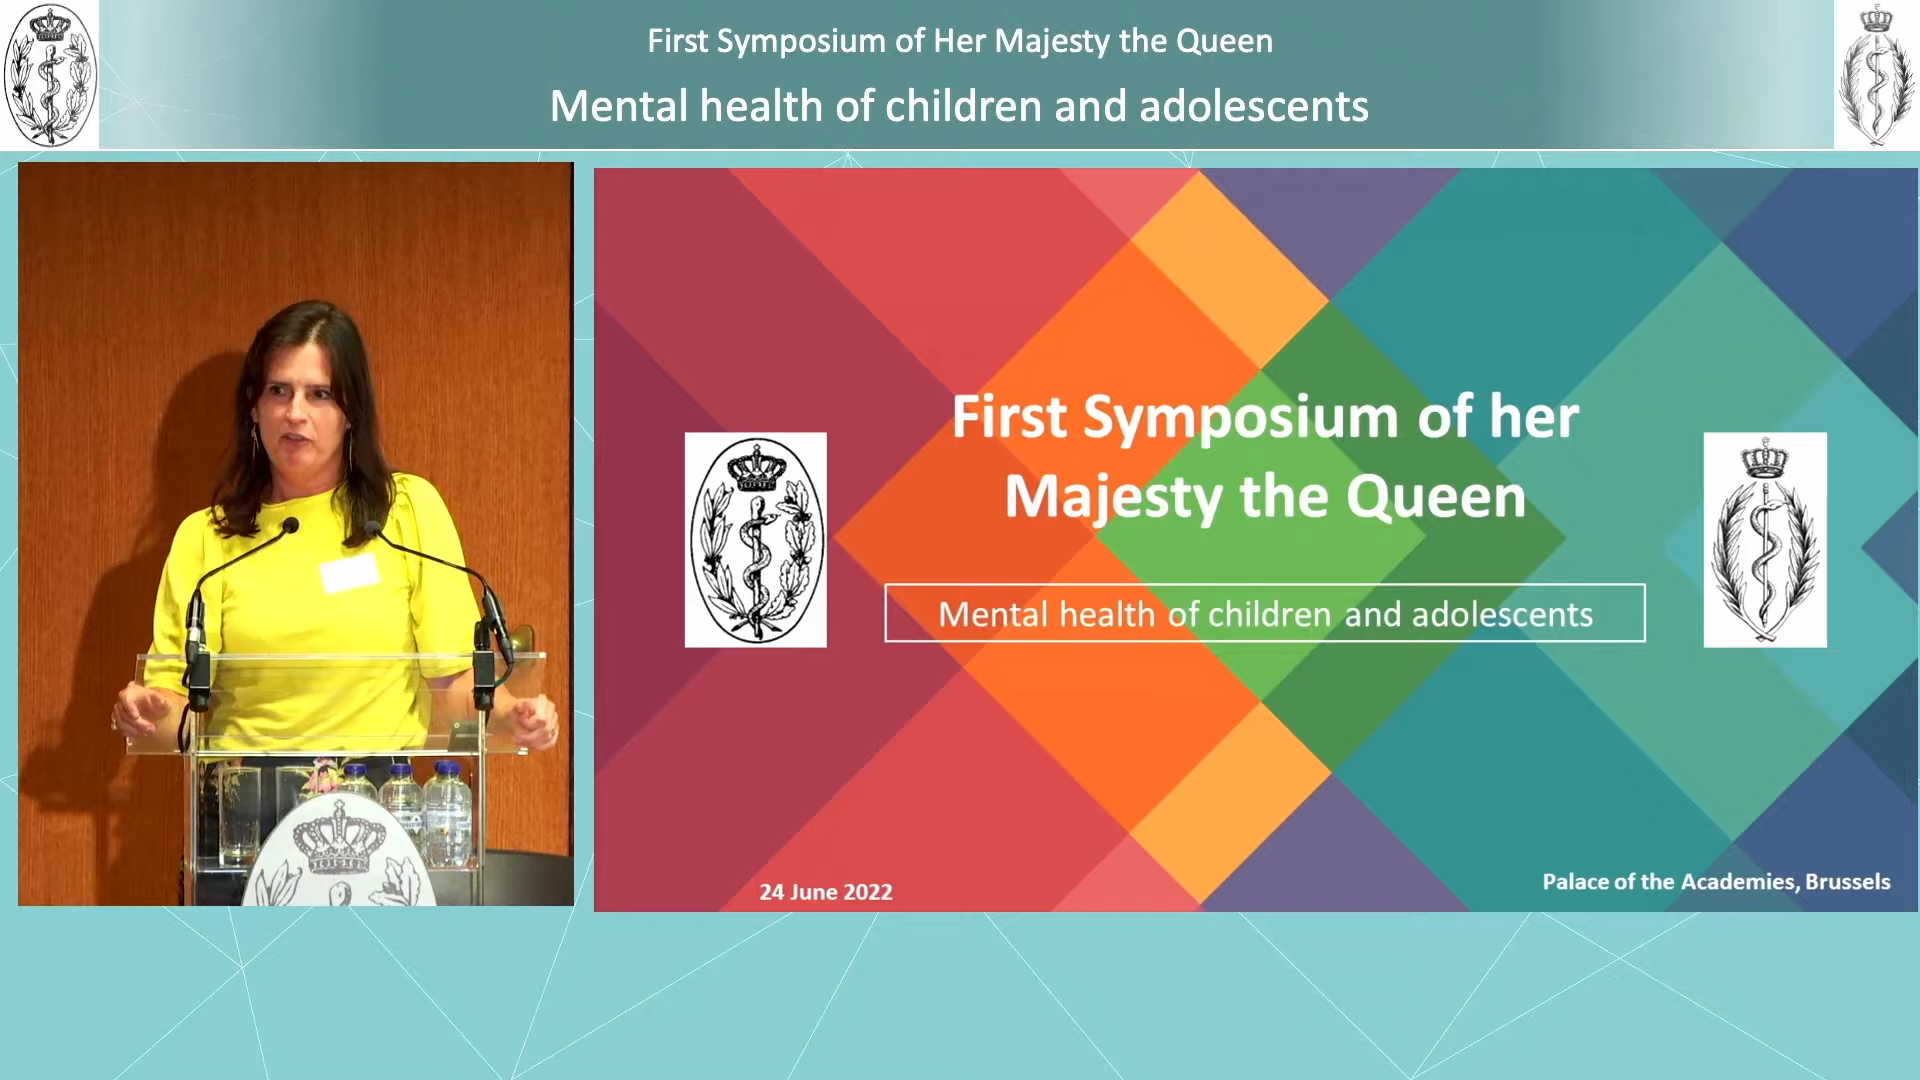 First Symposium of Her Majesty the Queen
Mental health of children and adolescents
First Symposium of her
Majesty the Queen
Mental health of children and adolescents
24 June 2022
Palace of the Academies, Brussels